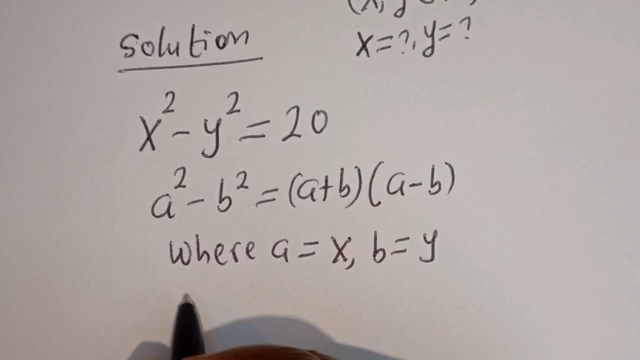 x=?, y=?
Solution
x² - y² = 20
a² - b² = (a+b)(a-b)
where a = x, b = y